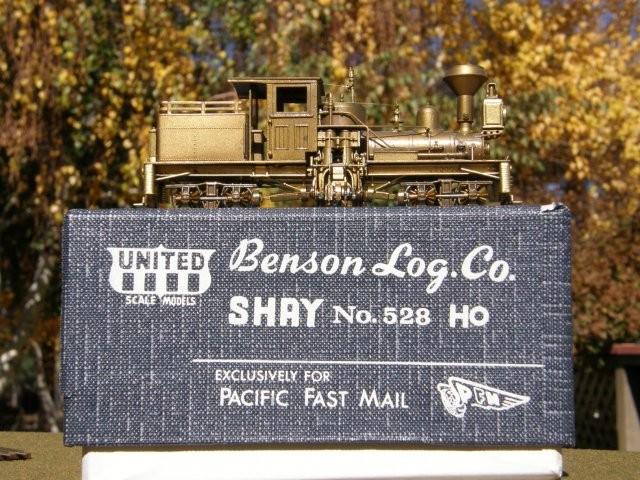 UNITED
SCALE MODELS
Benson Log. Co.
SHAY No. 528 HO
EXCLUSIVELY FOR
PACIFIC FAST MAIL
PFM